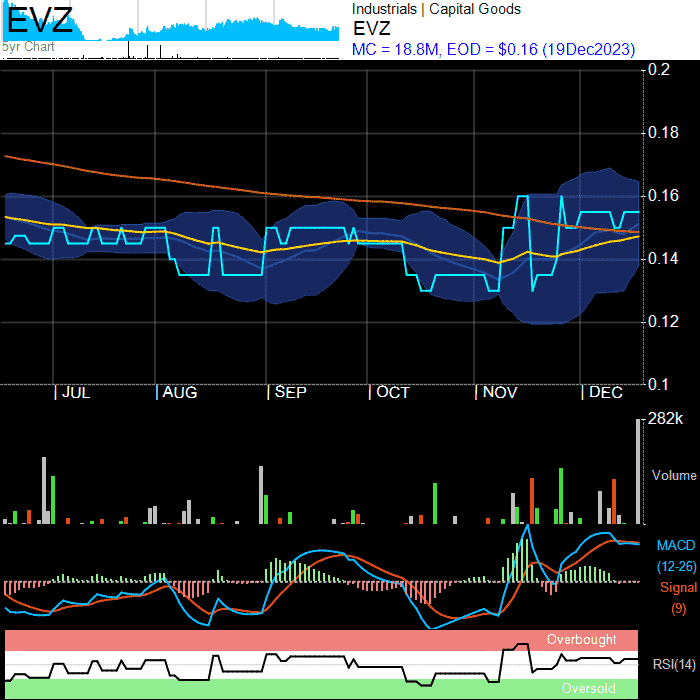 EVZ
5yr Chart
Industrials | Capital Goods
EVZ
MC = 18.8M, EOD = $0.16 (19Dec2023)
0.2
0.18
0.16
0.14
0.12
0.1
JUL AUG SEP OCT NOV DEC
282k
Volume
MACD
(12-26)
Signal
(9)
Overbought
RSI(14)
Oversold